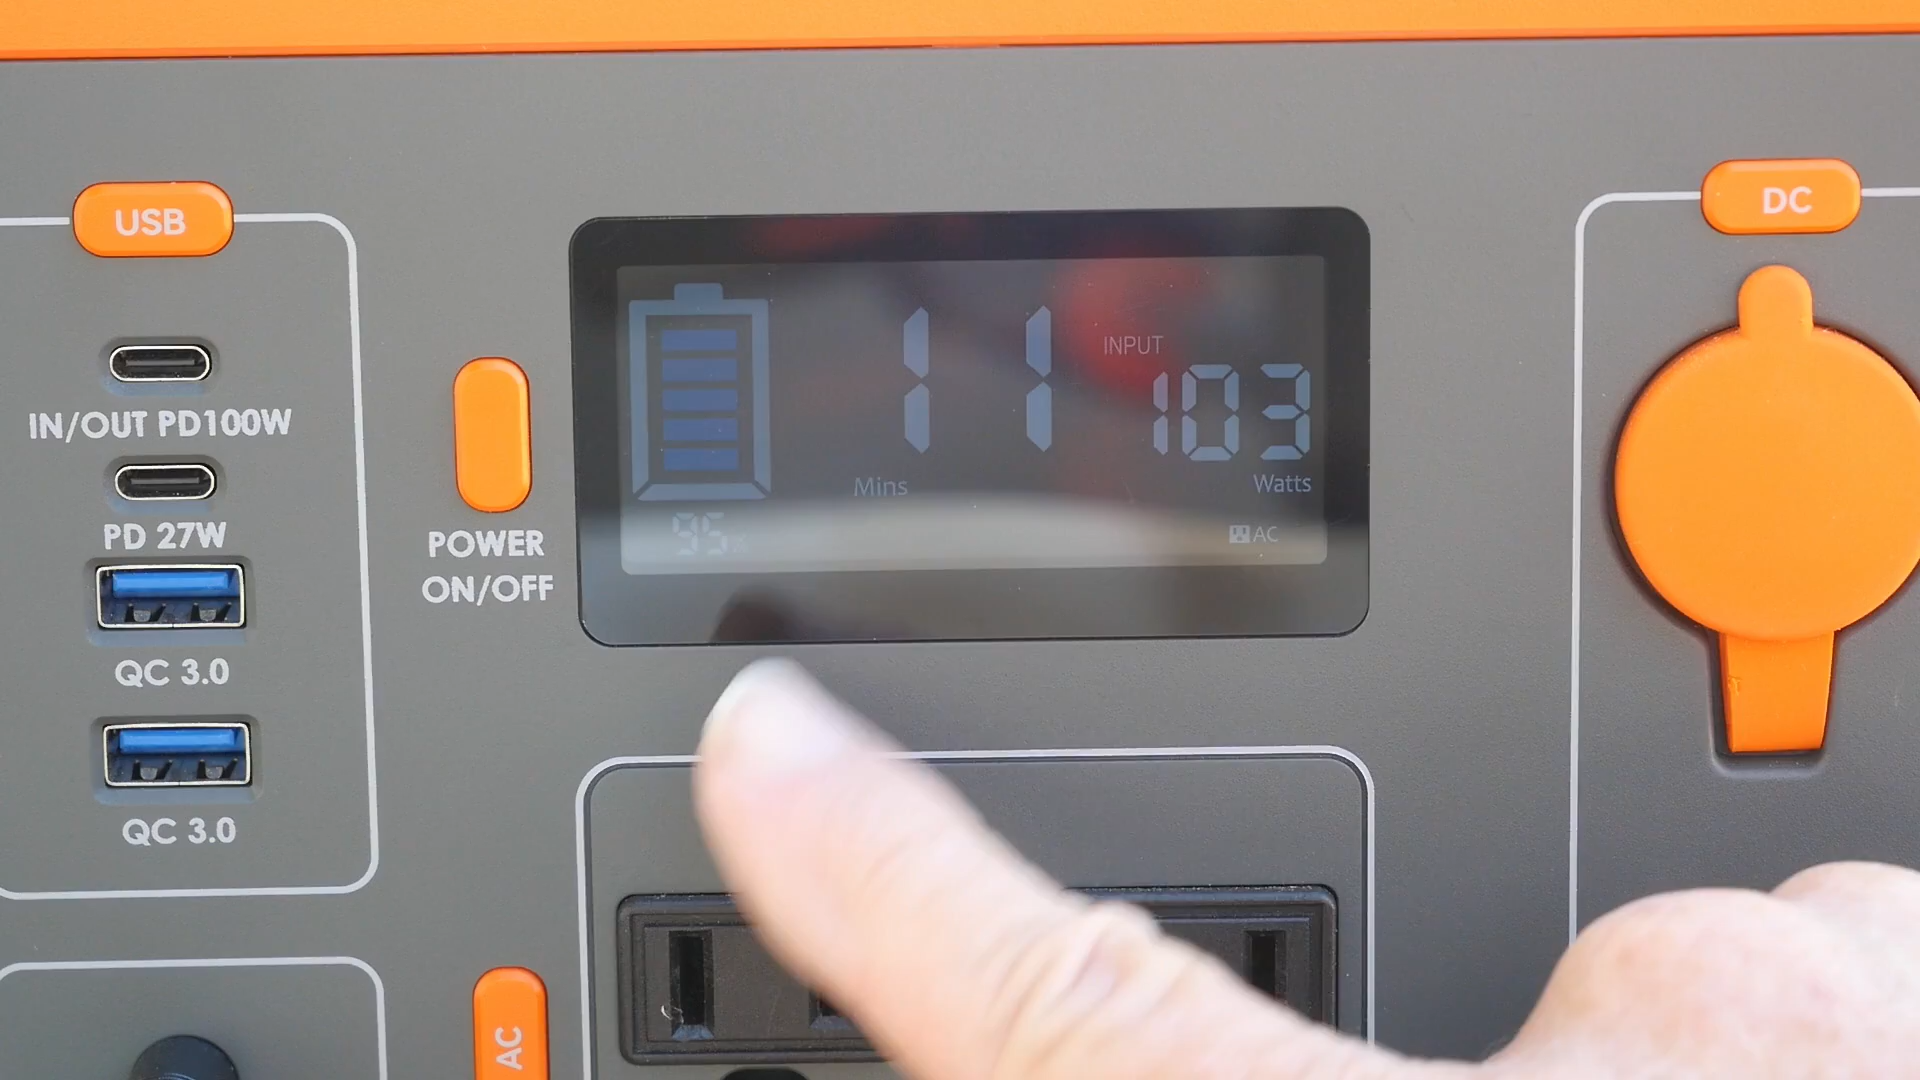 USB
IN/OUT PD100W
PD 27W
QC 3.0
QC 3.0
POWER
ON/OFF
11
Mins
INPUT
103
Watts
95%
AC
DC
AC